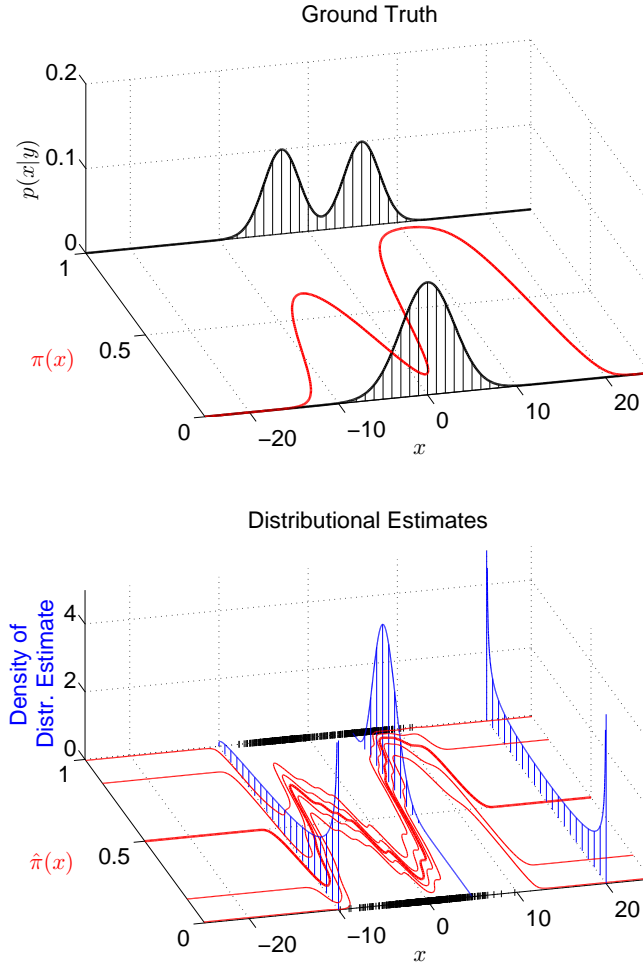 Ground Truth
0.2
0.1
0
p(x|y)
1
0.5
0
π(x)
−20
−10
0
10
20
x
Distributional Estimates
4
2
0
Density of
Distr. Estimate
1
0.5
0
π̂(x)
−20
−10
0
10
20
x